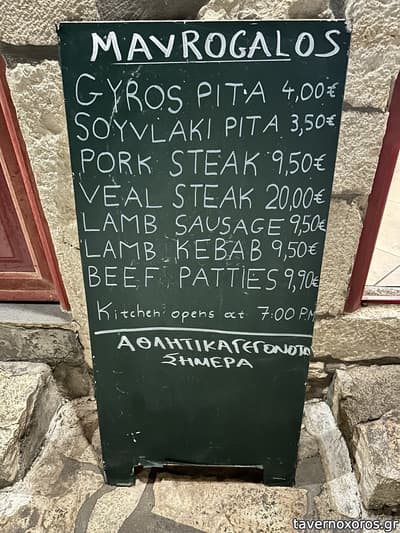 MAVROGALOS
GYROS PITA 4,00€
SOYVLAKI PITA 3,50€
PORK STEAK 9,50€
VEAL STEAK 20,00€
LAMB SAUSAGE 9,50€
LAMB KEBAB 9,50€
BEEF PATTIES 9,90€
Kitchen opens at 7:00 P.M
ΑΘΛΗΤΙΚΑ ΓΕΓΟΝΟΤΑ
ΣΗΜΕΡΑ
tavernoxoros.gr